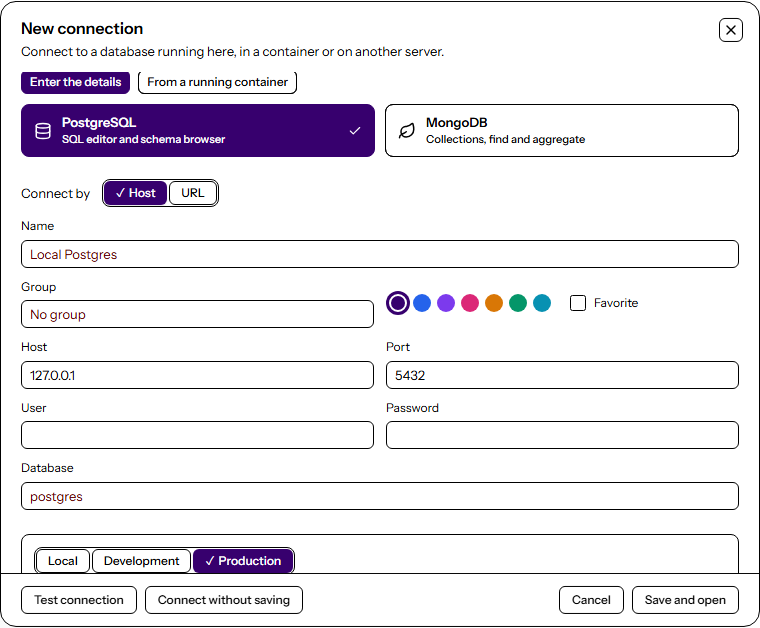 New connection
Connect to a database running here, in a container or on another server.
Enter the details
From a running container
PostgreSQL
SQL editor and schema browser
MongoDB
Collections, find and aggregate
Connect by
✓ Host
URL
Name
Local Postgres
Group
No group
Favorite
Host
Port
127.0.0.1
5432
User
Password
Database
postgres
Local
Development
✓ Production
Test connection
Connect without saving
Cancel
Save and open